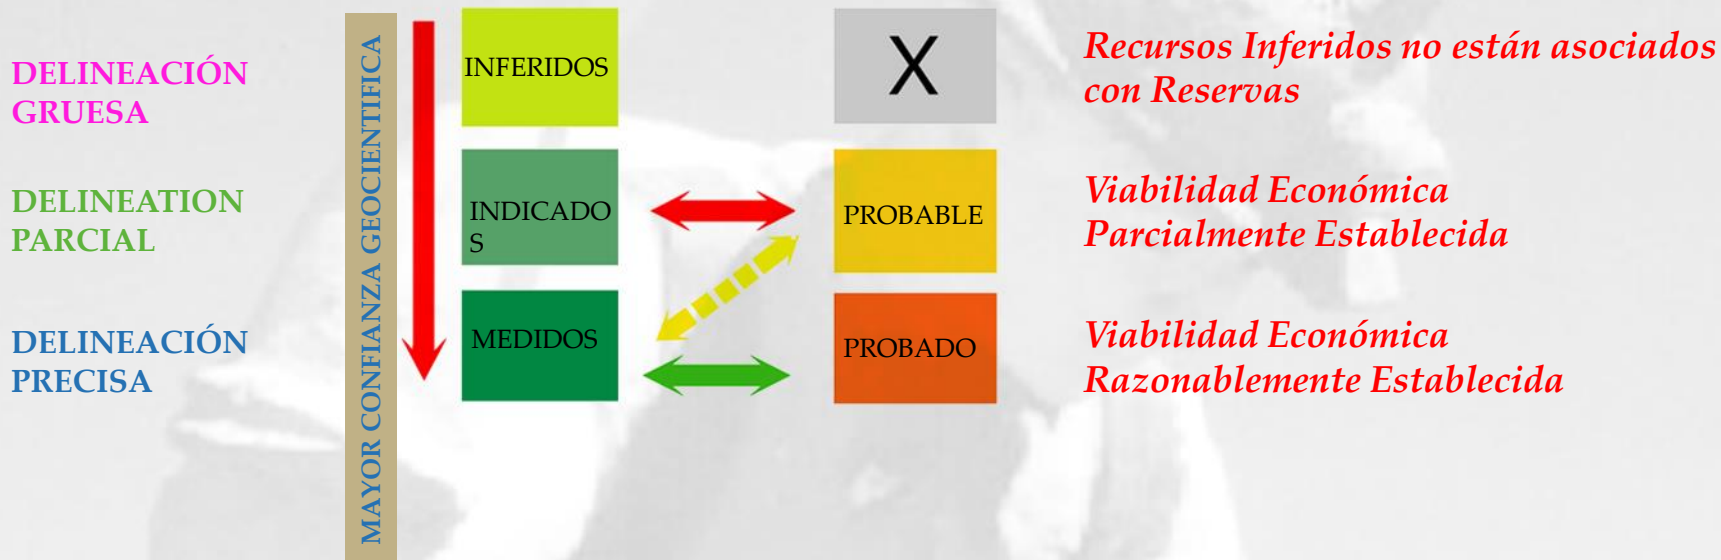 DELINEACIÓN
GRUESA
DELINEATION
PARCIAL
DELINEACIÓN
PRECISA
MAYOR CONFIANZA GEOCIENTIFICA
INFERIDOS
X
Recursos Inferidos no están asociados
con Reservas
INDICADO
S
PROBABLE
Viabilidad Económica
Parcialmente Establecida
MEDIDOS
PROBADO
Viabilidad Económica
Razonablemente Establecida